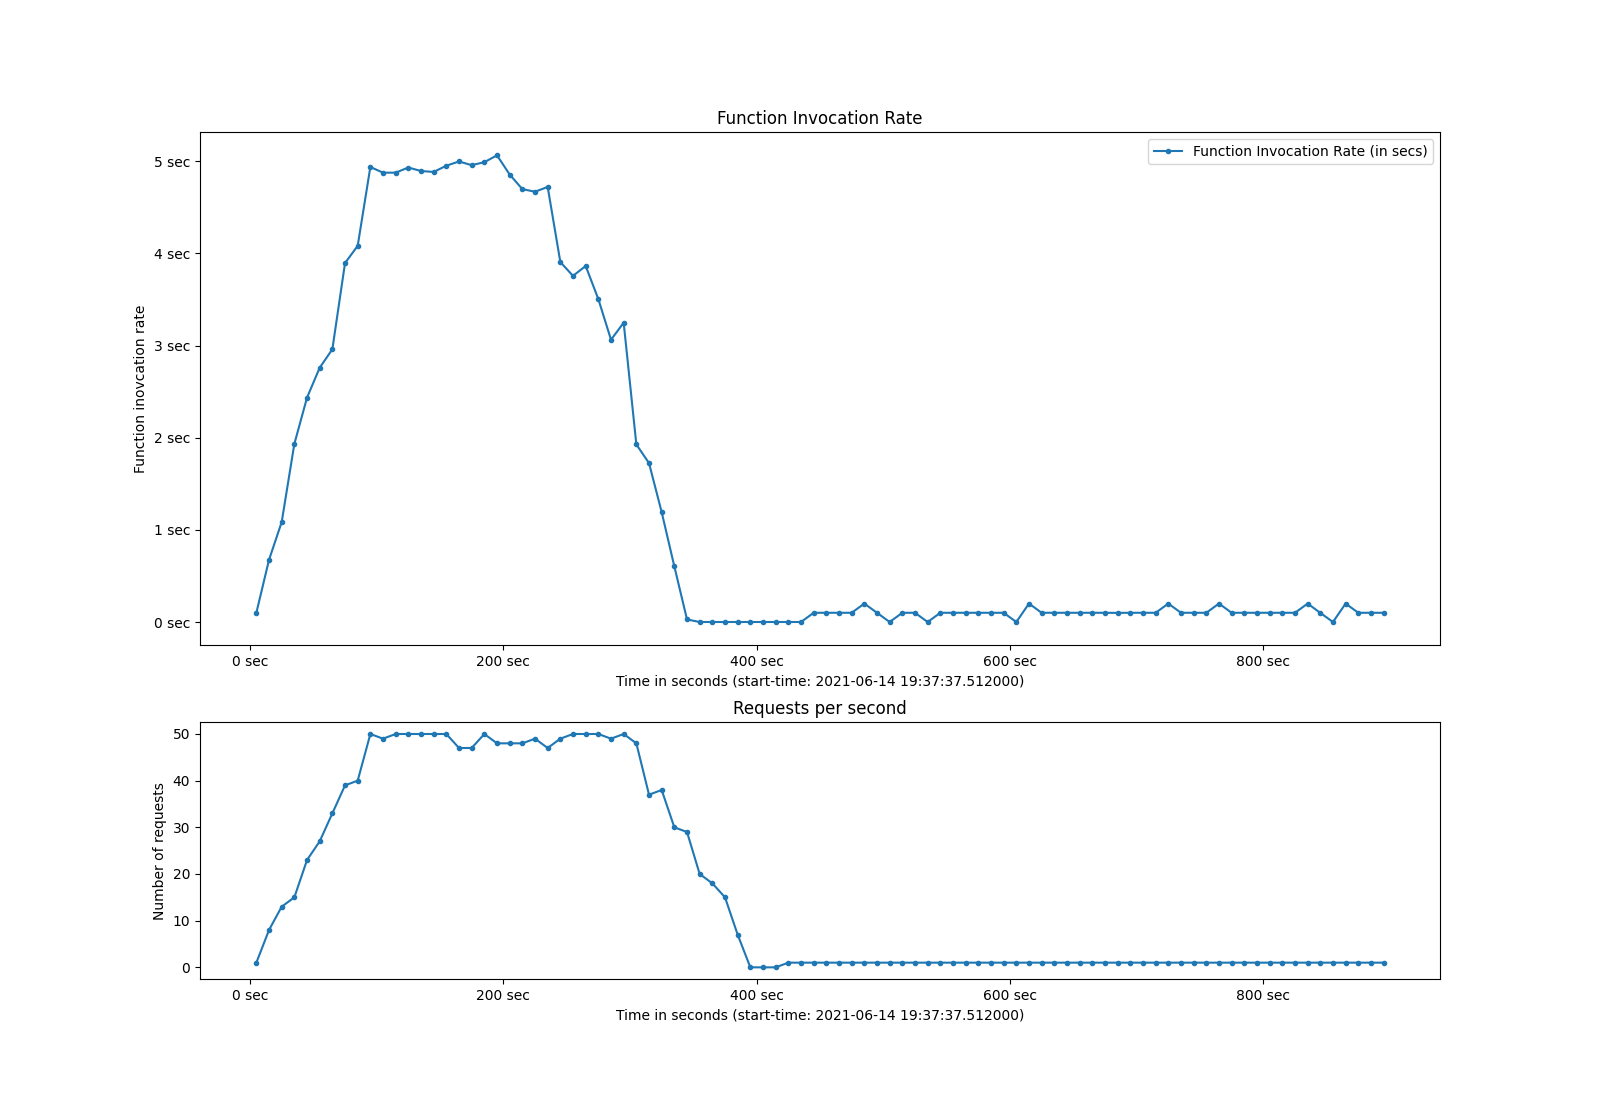 Function Invocation Rate
Function Invocation Rate (in secs)
Function inovcation rate
5 sec
4 sec
3 sec
2 sec
1 sec
0 sec
0 sec 200 sec 400 sec 600 sec 800 sec
Time in seconds (start-time: 2021-06-14 19:37:37.512000)
Requests per second
Number of requests
50
40
30
20
10
0
0 sec 200 sec 400 sec 600 sec 800 sec
Time in seconds (start-time: 2021-06-14 19:37:37.512000)